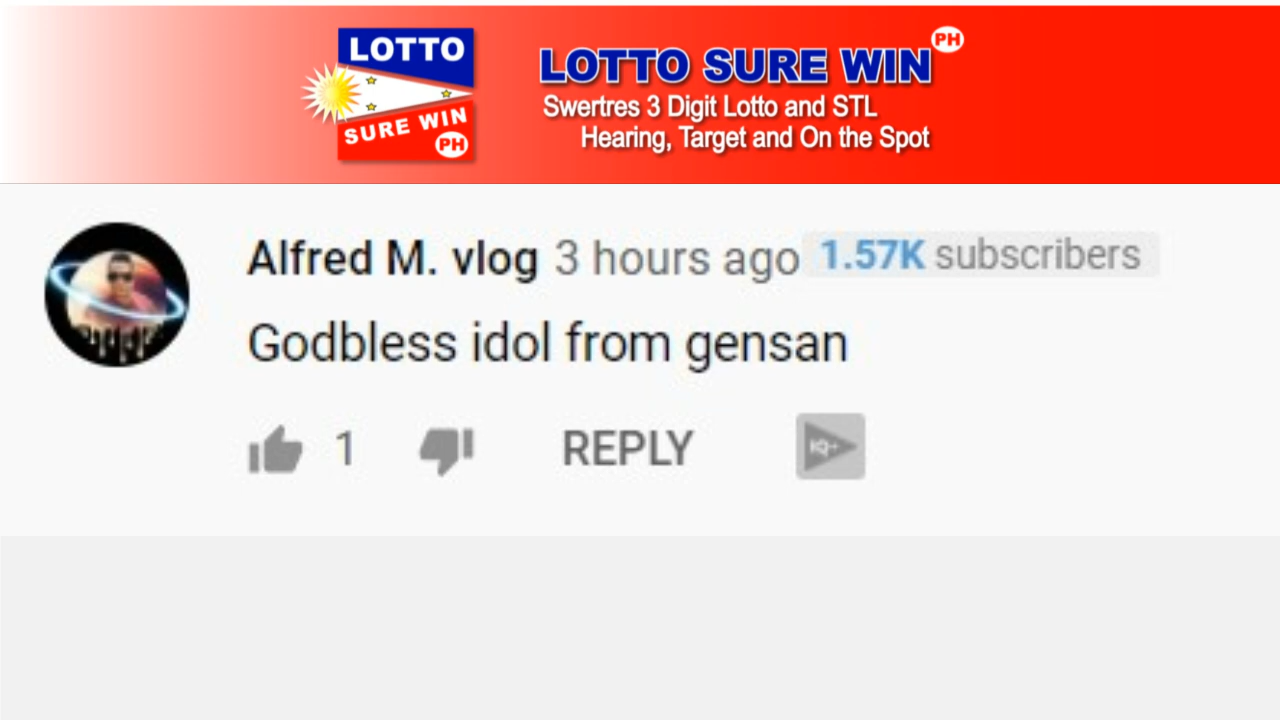 LOTTO
SURE WIN
PH
LOTTO SURE WIN PH
Swertres 3 Digit Lotto and STL
Hearing, Target and On the Spot
Alfred M. vlog 3 hours ago 1.57K subscribers
Godbless idol from gensan
1 REPLY